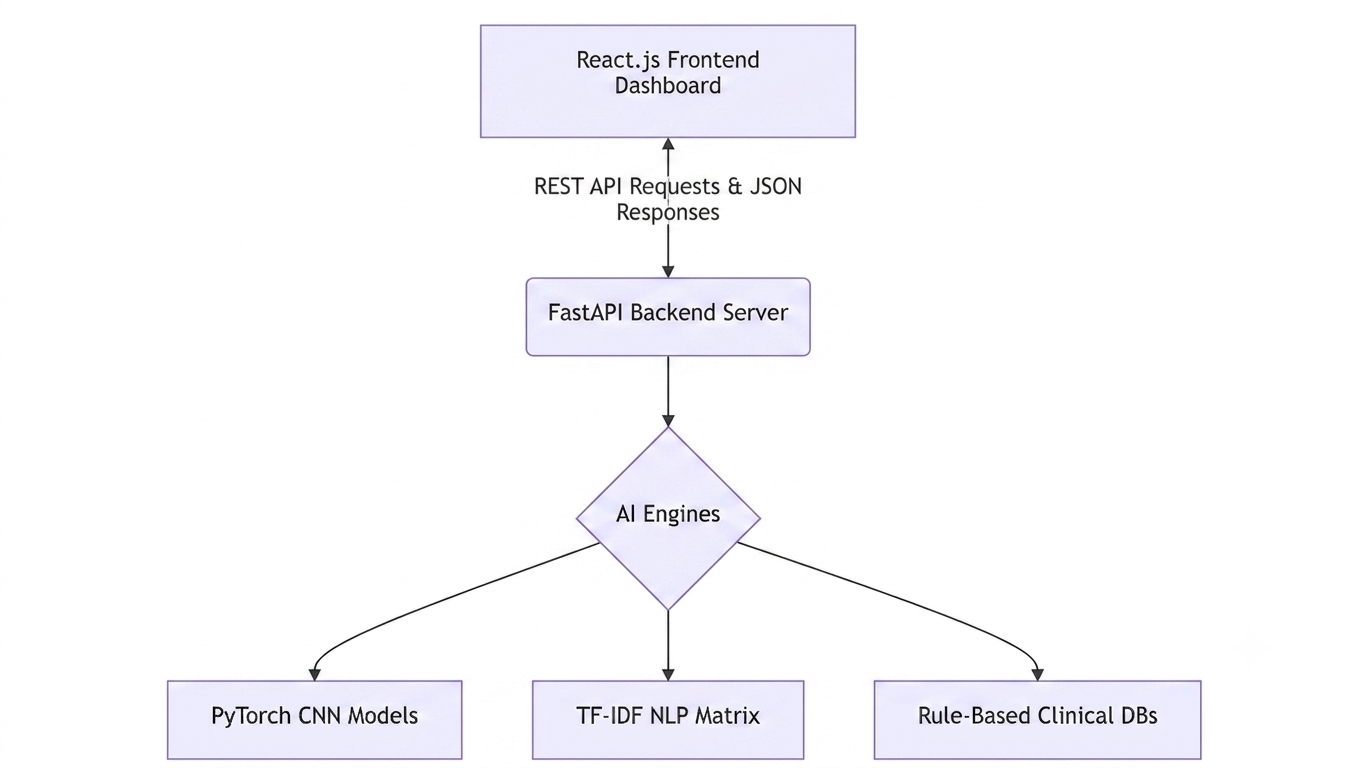 React.js Frontend
Dashboard
REST API Requests & JSON
Responses
FastAPI Backend Server
AI Engines
PyTorch CNN Models
TF-IDF NLP Matrix
Rule-Based Clinical DBs